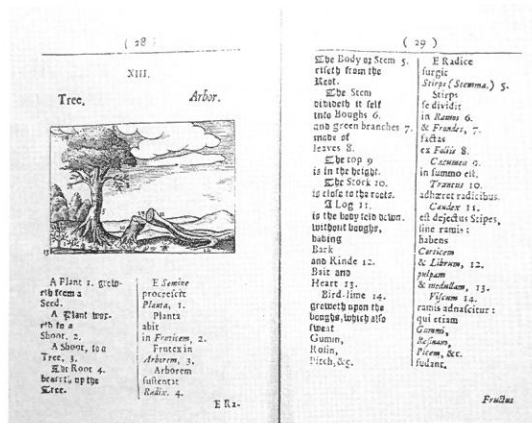 ( 28 )
XIII.
Tree.
Arbor.
A Plant 1. grow-
eth from a
Seed.
A Plant wor-
eth to a
Shoot, 2.
A Shoot, to a
Tree, 3.
The Root 4.
beareth up the
Tree.
E Semine
procrescit
Planta, 1.
Planta
abit
in Fruticem, 2.
Frutex in
Arborem, 3.
Arborem
sustentat
Radix. 4.
E Ra-
( 29 )
The Body or Stem 5.
riseth from the
Root.
The Stem
divideth it self
into Boughs 6.
and green branches 7.
made of
leaves 8.
The top 9
is in the height.
The Stock 10.
is close to the roots.
A Log 11.
is the body feld down.
without boughs,
having
Bark
and Rinde 12.
and
Heart 13.
Bird-lime 14.
groweth upon the
boughs, which also
sweat
Gumm,
Rosin,
Pitch, &c.
E Radice
surgit
Stirps (Stemma.) 5.
Stirps
se dividit
in Ramos 6.
& Frondes, 7.
factas
ex Foliis 8.
Cacumen 9.
in summo est.
Truncus 10.
adhæret radicibus.
Caudex 11.
est dejectus Stipes,
sine ramis :
habens
Corticem
& Librum, 12.
pulpam
& medullam, 13.
Viscum 14.
ramis adnascitur :
qui etiam
Gummi,
Resinam,
Picem, &c.
sudant.
Fructus